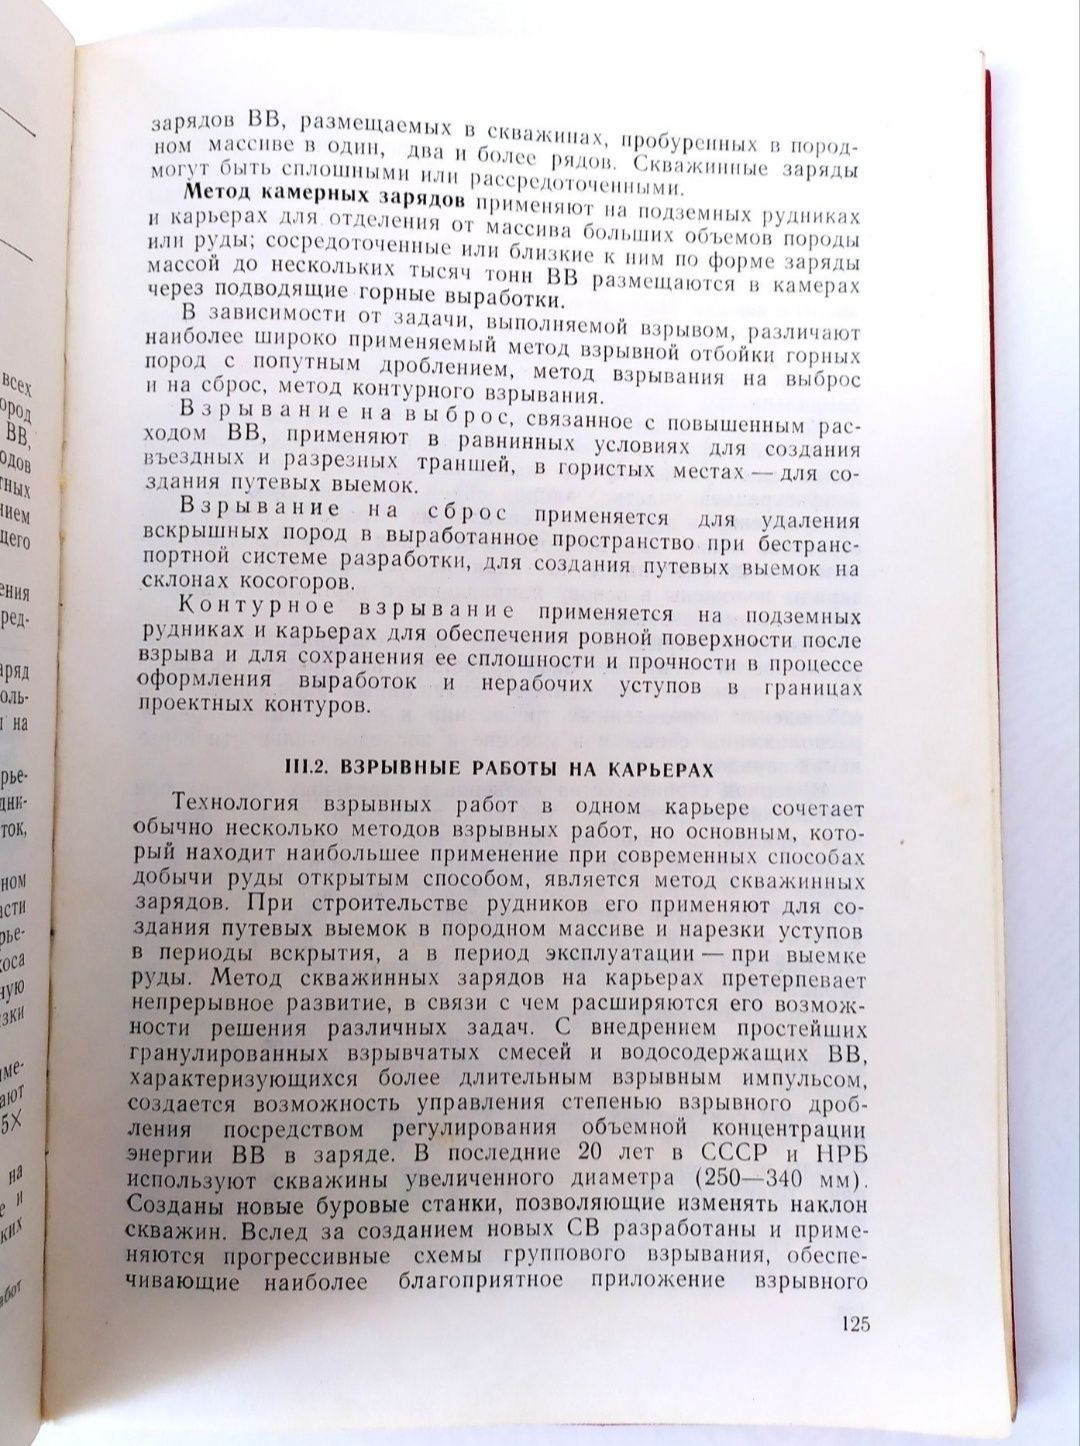 зарядов ВВ, размещаемых в скважинах, пробуренных в пород-
ном массиве в один, два и более рядов. Скважинные заряды
могут быть сплошными или рассредоточенными.
Метод камерных зарядов применяют на подземных рудниках
и карьерах для отделения от массива больших объемов породы
или руды; сосредоточенные или близкие к ним по форме заряды
массой до нескольких тысяч тонн ВВ размещаются в камерах
через подводящие горные выработки.
В зависимости от задачи, выполняемой взрывом, различают
наиболее широко применяемый метод взрывной отбойки горных
пород с попутным дроблением, метод взрывания на выброс
и на сброс, метод контурного взрывания.
Взрывание на выброс, связанное с повышенным рас-
ходом ВВ, применяют в равнинных условиях для создания
въездных и разрезных траншей, в гористых местах — для со-
здания путевых выемок.
Взрывание на сброс применяется для удаления
вскрышных пород в выработанное пространство при бестранс-
портной системе разработки, для создания путевых выемок на
склонах косогоров.
Контурное взрывание применяется на подземных
рудниках и карьерах для обеспечения ровной поверхности после
взрыва и для сохранения ее сплошности и прочности в процессе
оформления выработок и нерабочих уступов в границах
проектных контуров.
III.2. ВЗРЫВНЫЕ РАБОТЫ НА КАРЬЕРАХ
Технология взрывных работ в одном карьере сочетает
обычно несколько методов взрывных работ, но основным, кото-
рый находит наибольшее применение при современных способах
добычи руды открытым способом, является метод скважинных
зарядов. При строительстве рудников его применяют для со-
здания путевых выемок в породном массиве и нарезки уступов
в периоды вскрытия, а в период эксплуатации — при выемке
руды. Метод скважинных зарядов на карьерах претерпевает
непрерывное развитие, в связи с чем расширяются его возмож-
ности решения различных задач. С внедрением простейших
гранулированных взрывчатых смесей и водосодержащих ВВ,
характеризующихся более длительным взрывным импульсом,
создается возможность управления степенью взрывного дроб-
ления посредством регулирования объемной концентрации
энергии ВВ в заряде. В последние 20 лет в СССР и НРБ
используют скважины увеличенного диаметра (250—340 мм).
Созданы новые буровые станки, позволяющие изменять наклон
скважин. Вслед за созданием новых СВ разработаны и приме-
няются прогрессивные схемы группового взрывания, обеспе-
чивающие наиболее благоприятное приложение взрывного
125